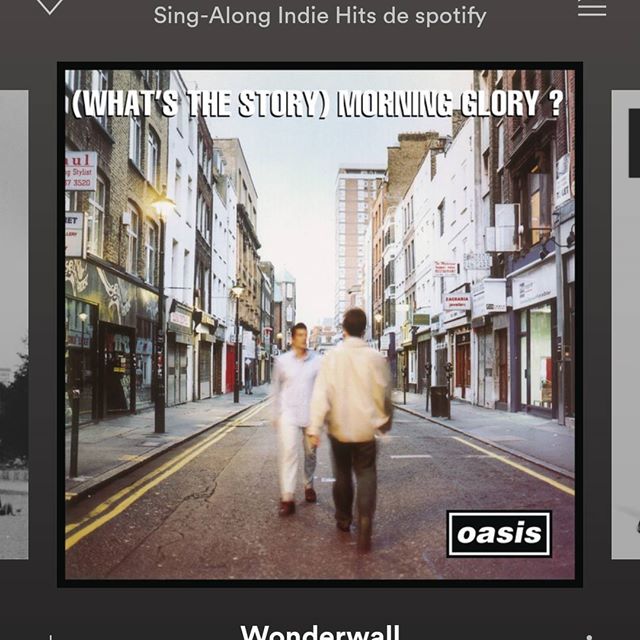 Sing-Along Indie Hits de spotify
(WHAT'S THE STORY) MORNING GLORY ?
oasis
Wonderwall